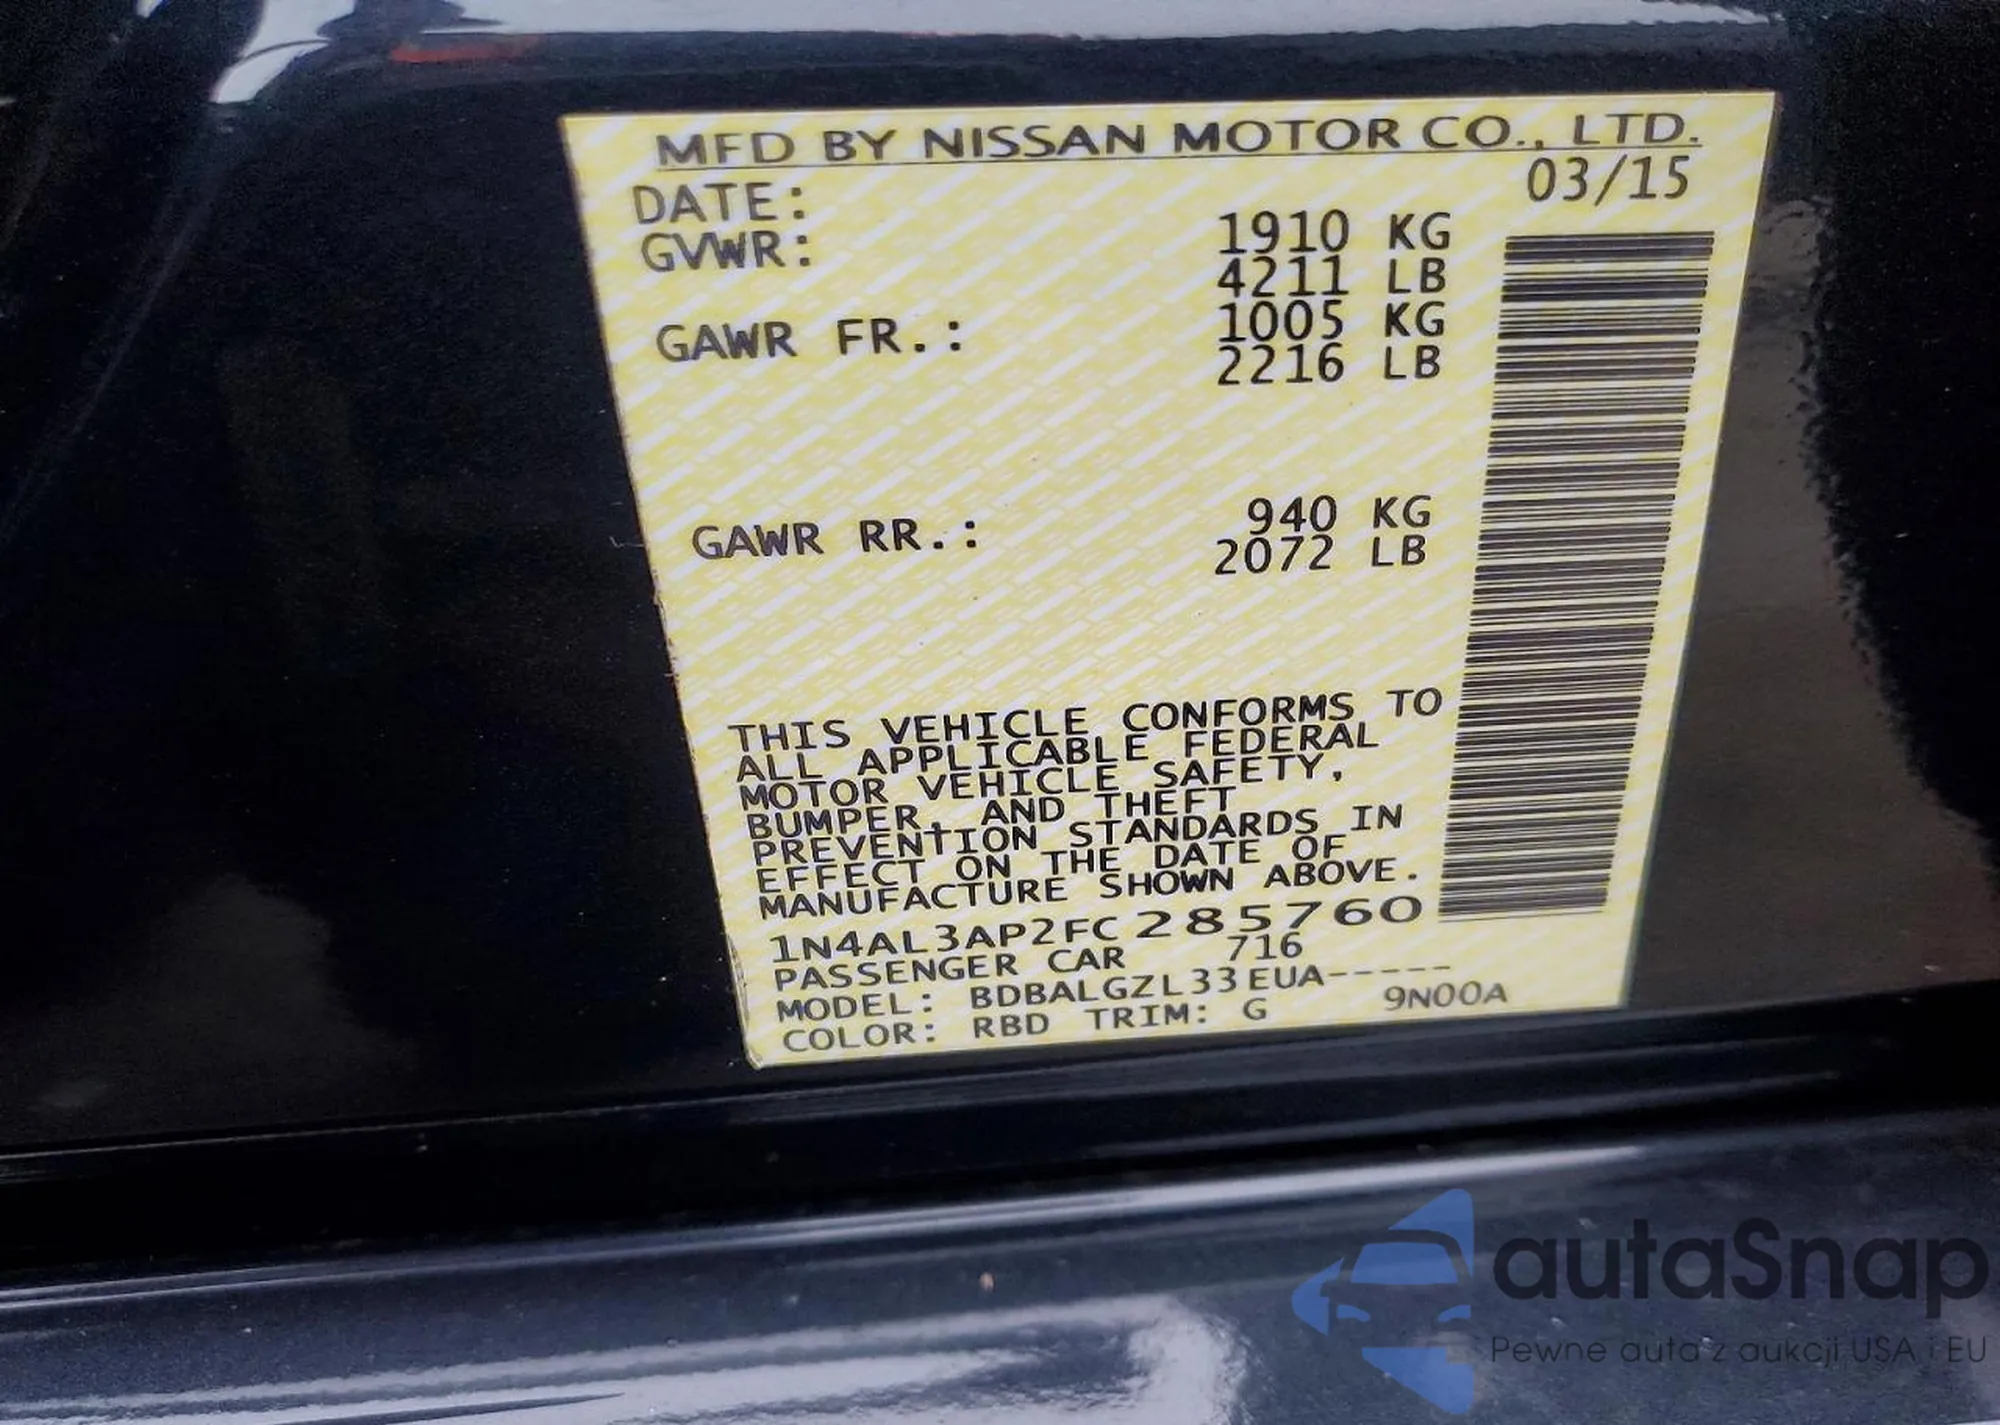 MFD BY NISSAN MOTOR CO., LTD.
DATE: 03/15
GVWR: 1910 KG
4211 LB
GAWR FR.: 1005 KG
2216 LB
GAWR RR.: 940 KG
2072 LB
THIS VEHICLE CONFORMS TO
ALL APPLICABLE FEDERAL
MOTOR VEHICLE SAFETY,
BUMPER, AND THEFT
PREVENTION STANDARDS IN
EFFECT ON THE DATE OF
MANUFACTURE SHOWN ABOVE.
1N4AL3AP2FC285760
PASSENGER CAR 716
MODEL: BDBALGZL33EUA-----
COLOR: RBD TRIM: G 9N00A
autaSnap
Pewne auta z aukcji USA i EU